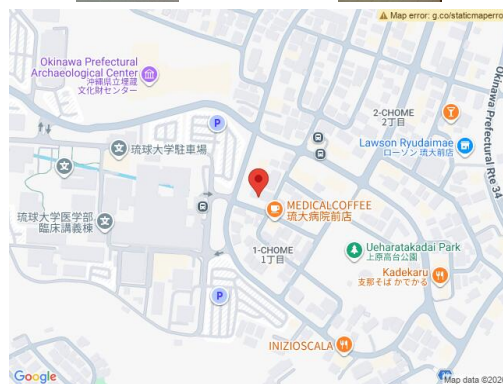 Map error: g.co/staticmaperro
Okinawa Prefectural
Archaeological Center
沖縄県立埋蔵
文化財センター
P
Okinawa Prefectural Rte 34
2-CHOME
2丁目
Lawson Ryudaimae
ローソン 琉大前店
琉球大学駐車場
琉球大学医学部
臨床講義棟
MEDICALCOFFEE
琉大病院前店
1-CHOME
1丁目
Ueharatakadai Park
上原高台公園
Kadekaru
支那そば かでかる
P
INIZIOSCALA
Google
Map data ©2026